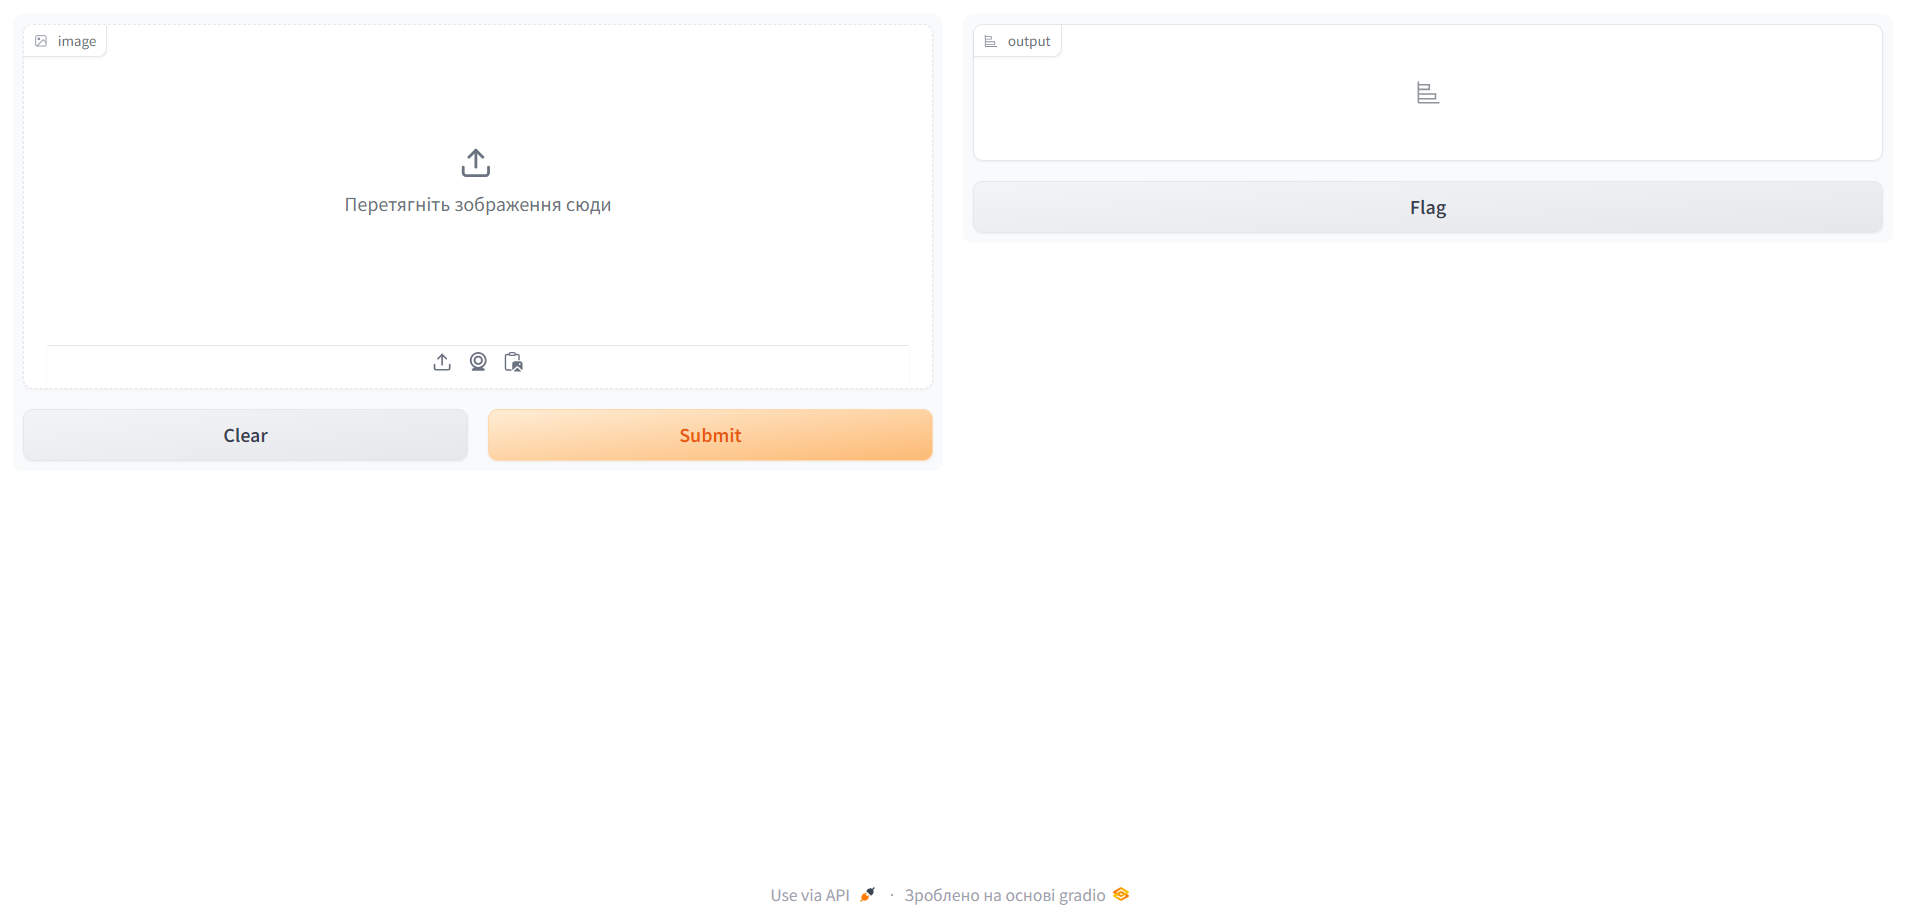 image
Перетягніть зображення сюди
Clear
Submit
output
Flag
Use via API · Зроблено на основі gradio